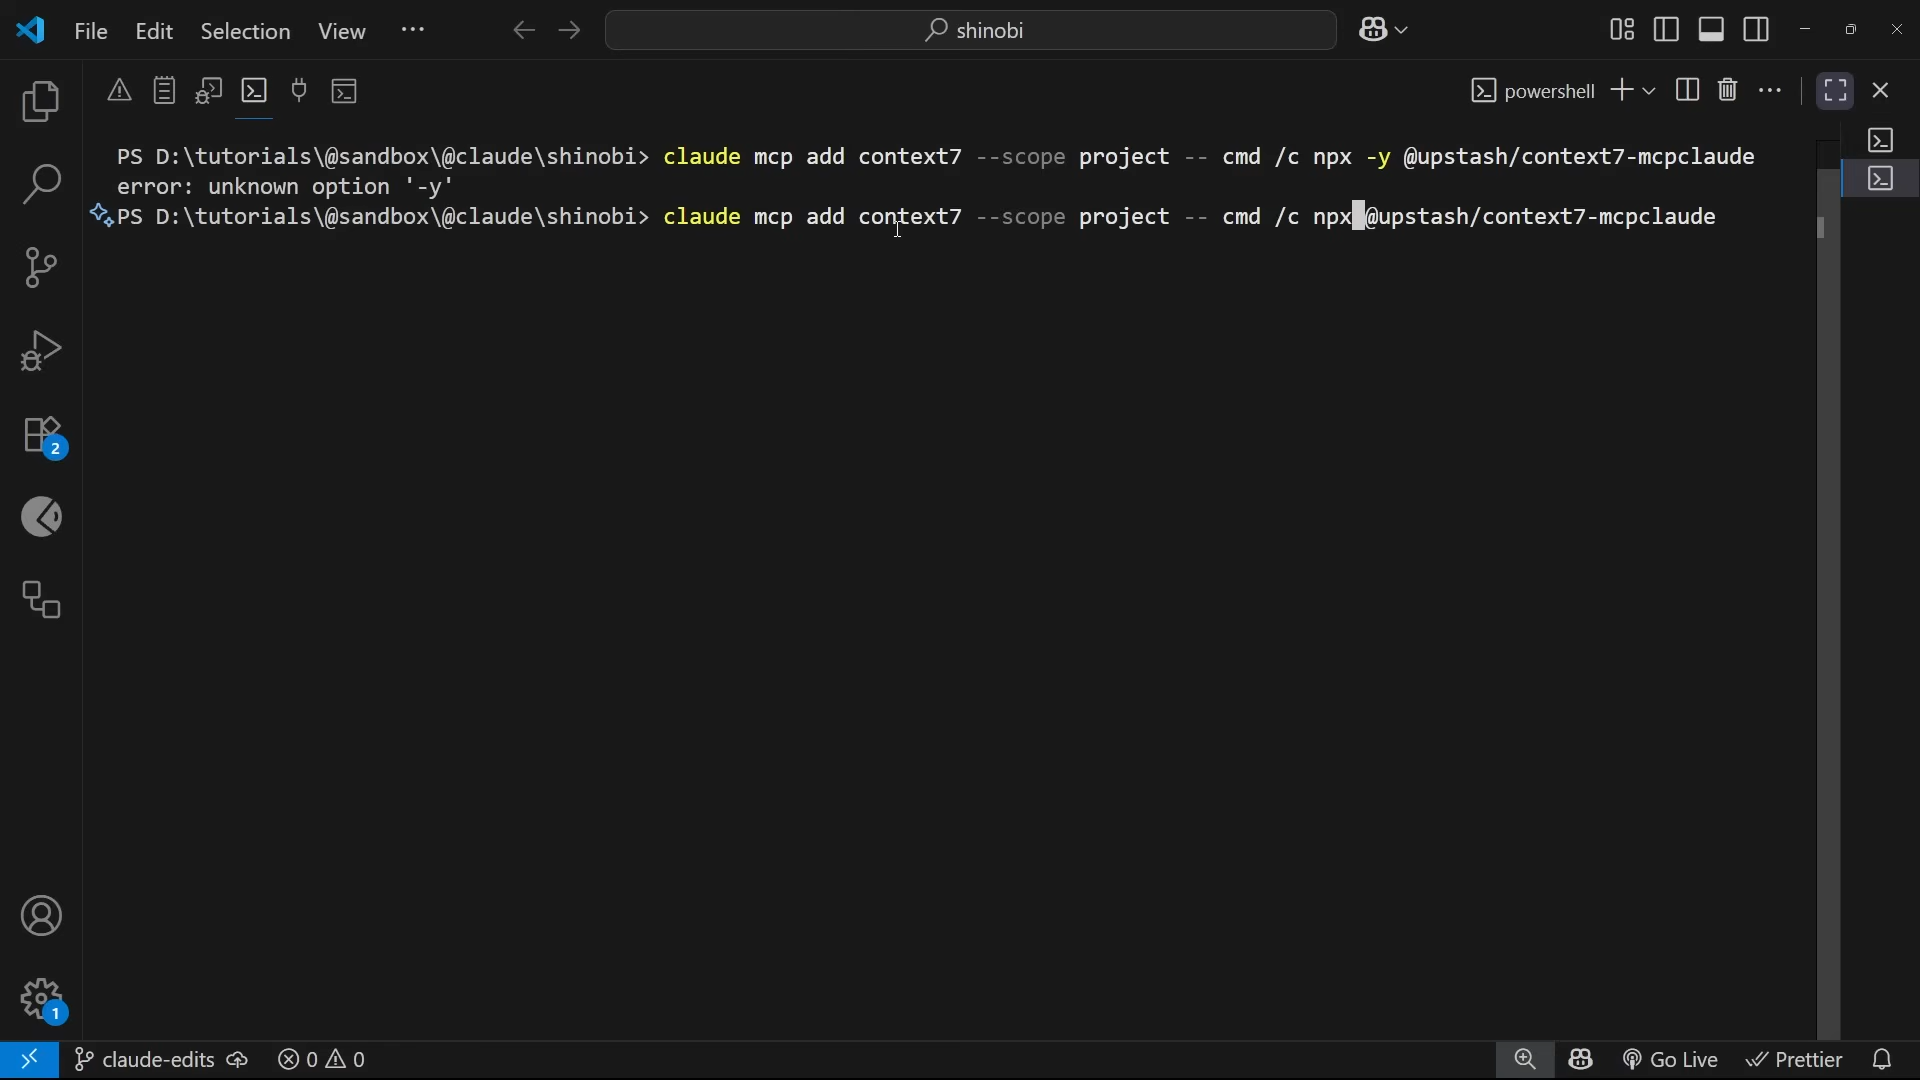 File Edit Selection View ··· shinobi
powershell
PS D:\tutorials\@sandbox\@claude\shinobi> claude mcp add context7 --scope project -- cmd /c npx -y @upstash/context7-mcpclaude
error: unknown option '-y'
PS D:\tutorials\@sandbox\@claude\shinobi> claude mcp add context7 --scope project -- cmd /c npx @upstash/context7-mcpclaude
2
1
claude-edits 0 0 Go Live Prettier